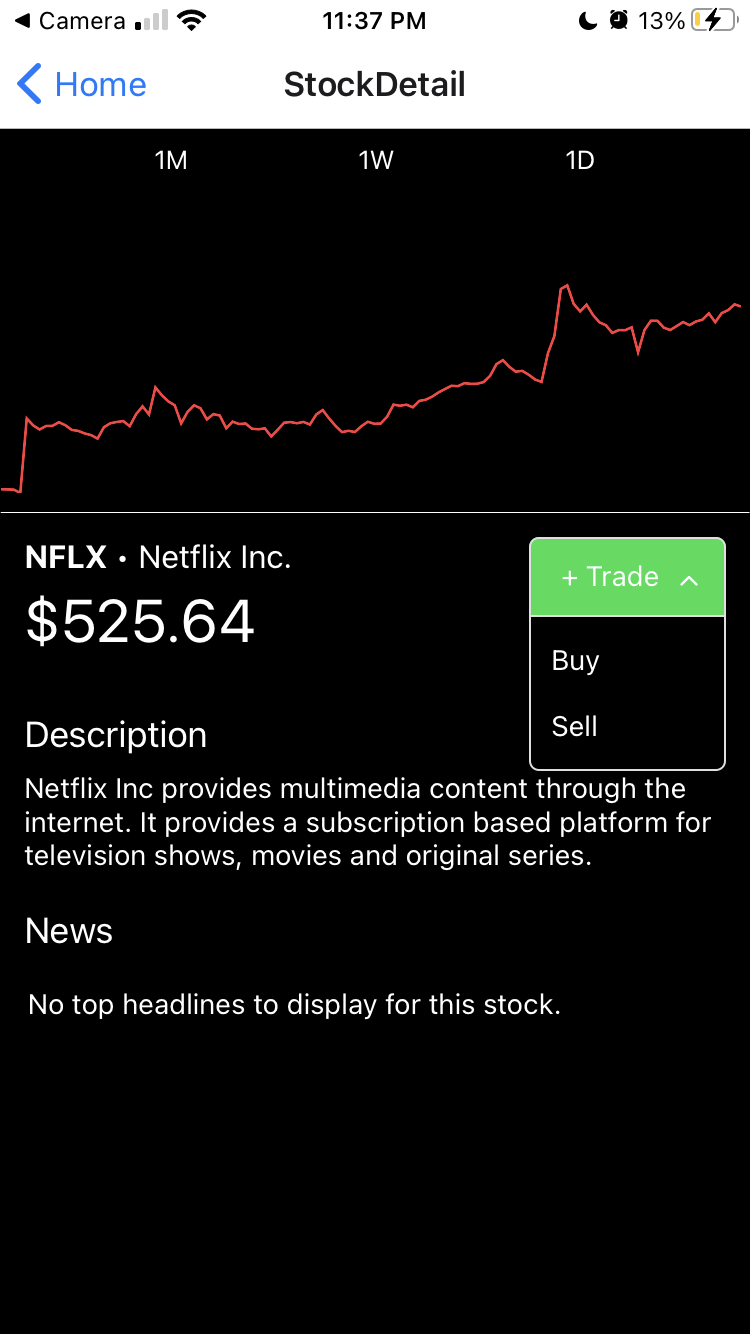 ◀ Camera 11:37 PM 13%
Home StockDetail
1M 1W 1D
NFLX • Netflix Inc.
+ Trade
$525.64
Buy
Sell
Description
Netflix Inc provides multimedia content through the
internet. It provides a subscription based platform for
television shows, movies and original series.
News
No top headlines to display for this stock.